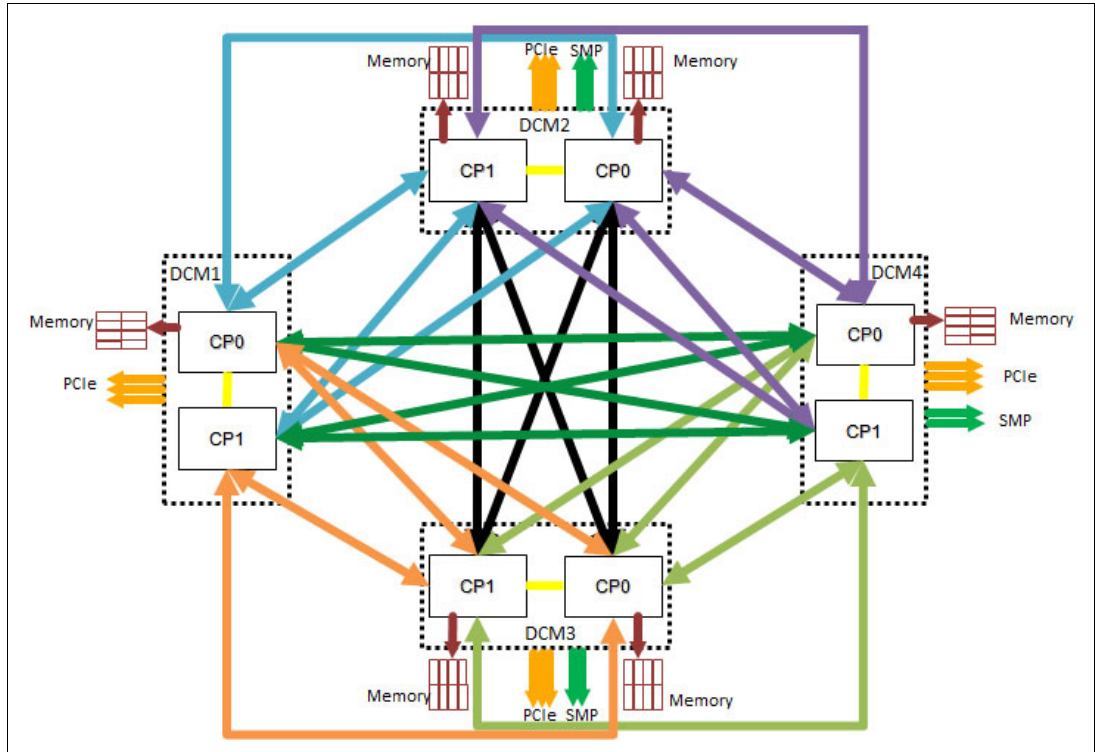 PCIe
SMP
Memory
Memory
DCM2
CP1
CP0
DCM1
DCM4
Memory
CP0
CP0
Memory
PCIe
PCIe
CP1
CP1
SMP
CP1
CP0
DCM3
Memory
Memory
PCIe
SMP